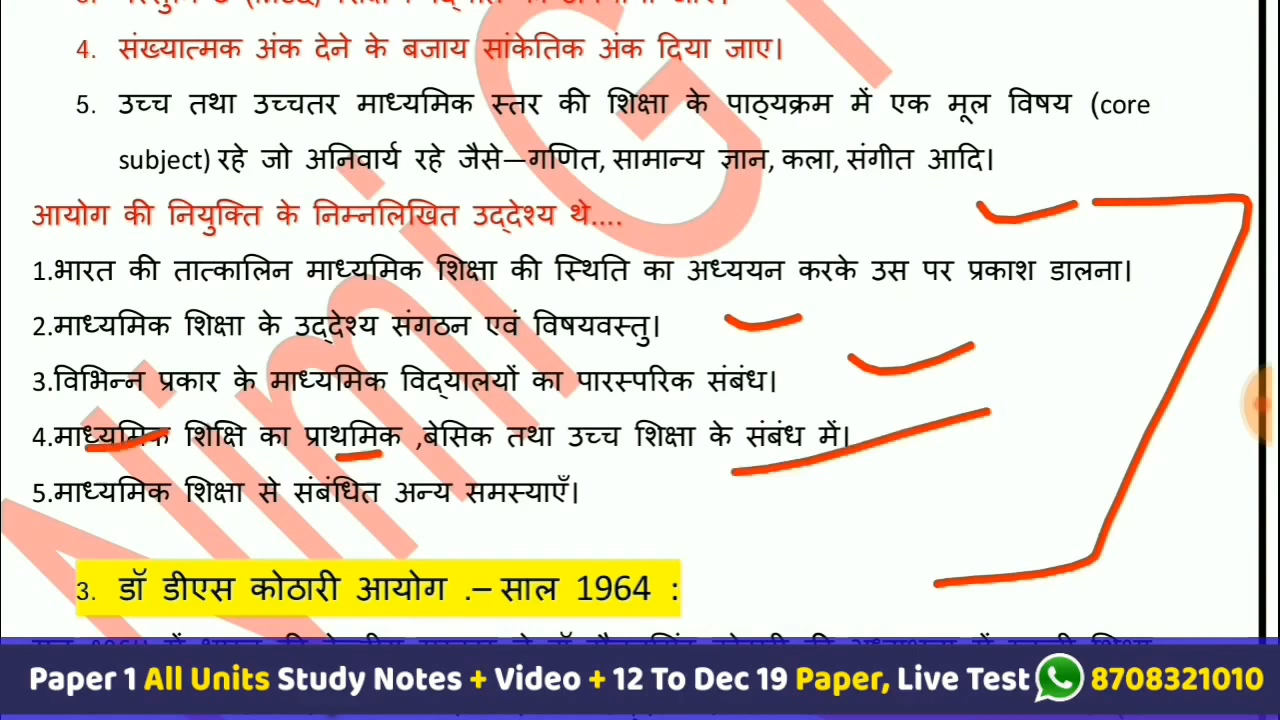 4. संख्यात्मक अंक देने के बजाय सांकेतिक अंक दिया जाए।
5. उच्च तथा उच्चतर माध्यमिक स्तर की शिक्षा के पाठ्यक्रम में एक मूल विषय (core
subject) रहे जो अनिवार्य रहे जैसे—गणित, सामान्य ज्ञान, कला, संगीत आदि।
आयोग की नियुक्ति के निम्नलिखित उद्देश्य थे....
1.भारत की तात्कालिन माध्यमिक शिक्षा की स्थिति का अध्ययन करके उस पर प्रकाश डालना।
2.माध्यमिक शिक्षा के उद्देश्य संगठन एवं विषयवस्तु।
3.विभिन्न प्रकार के माध्यमिक विद्यालयों का पारस्परिक संबंध।
4.माध्यमिक शिक्षि का प्राथमिक ,बेसिक तथा उच्च शिक्षा के संबंध में।
5.माध्यमिक शिक्षा से संबंधित अन्य समस्याएँ।
3. डॉ डीएस कोठारी आयोग .– साल 1964 :
Paper 1 All Units Study Notes + Video + 12 To Dec 19 Paper, Live Test 8708321010